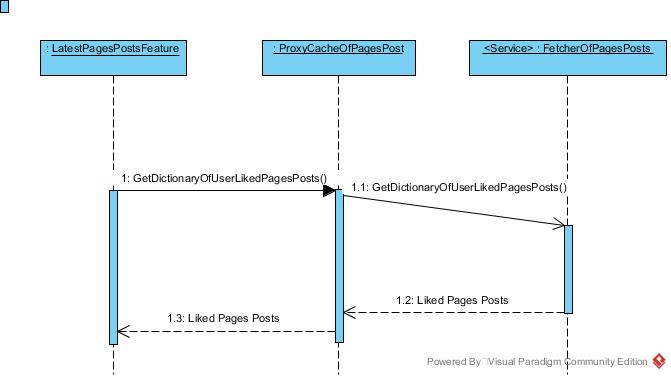 : LatestPagesPostsFeature
: ProxyCacheOfPagesPost
<Service> : FetcherOfPagesPosts
1: GetDictionaryOfUserLikedPagesPosts()
1.1: GetDictionaryOfUserLikedPagesPosts()
1.2: Liked Pages Posts
1.3: Liked Pages Posts
Powered By Visual Paradigm Community Edition